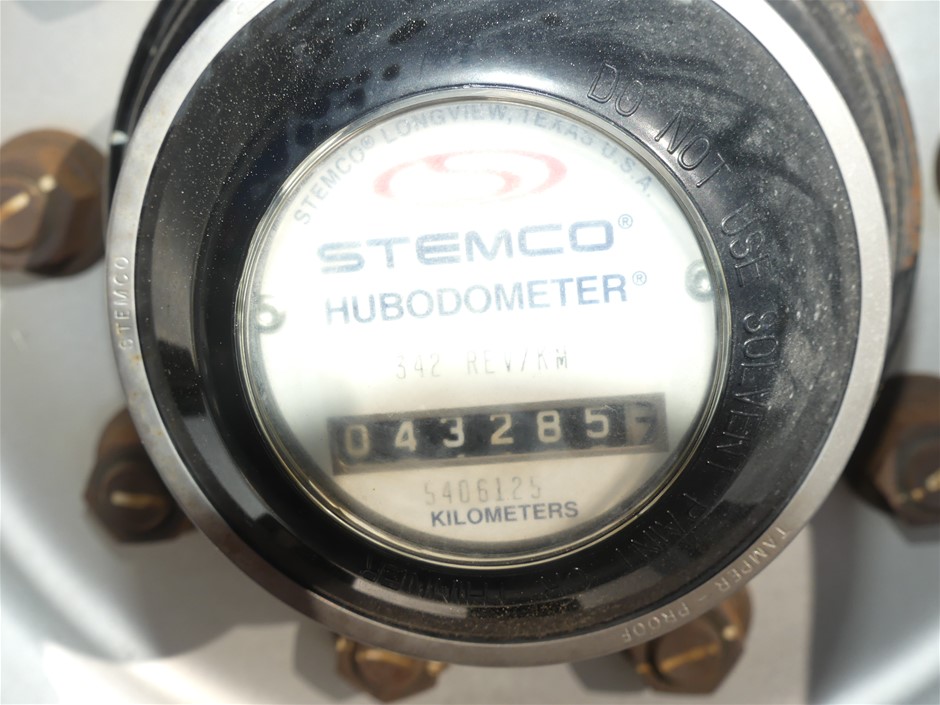 STEMCO® LONGVIEW, TEXAS U.S.A.
STEMCO®
HUBODOMETER®
342 REV/KM
043285
5406125
KILOMETERS
DO NOT USE SOLVENT PAINT
STEMCO
TAMPER - PROOF